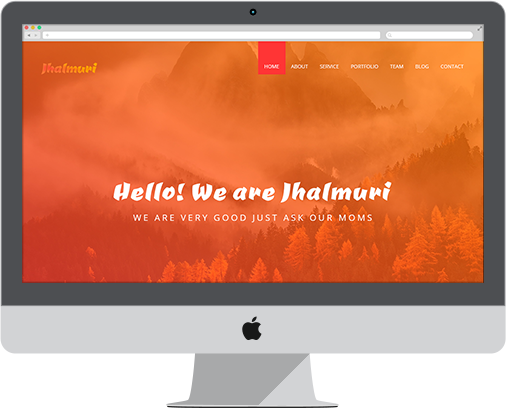 Jhalmuri
HOME ABOUT SERVICE PORTFOLIO TEAM BLOG CONTACT
Hello! We are Jhalmuri
WE ARE VERY GOOD JUST ASK OUR MOMS